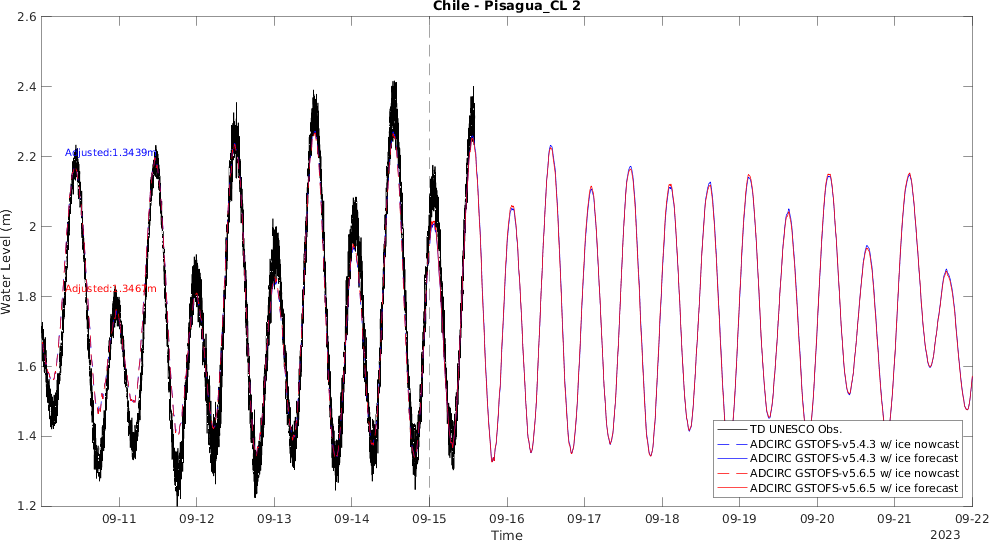 Chile - Pisagua_CL 2
2.6
2.4
2.2
2
1.8
1.6
1.4
1.2
Water Level (m)
Adjusted:1.3439m
Adjusted:1.3467m
TD UNESCO Obs.
ADCIRC GSTOFS-v5.4.3 w/ ice nowcast
ADCIRC GSTOFS-v5.4.3 w/ ice forecast
ADCIRC GSTOFS-v5.6.5 w/ ice nowcast
ADCIRC GSTOFS-v5.6.5 w/ ice forecast
09-11 09-12 09-13 09-14 09-15 09-16 09-17 09-18 09-19 09-20 09-21 09-22
Time
2023